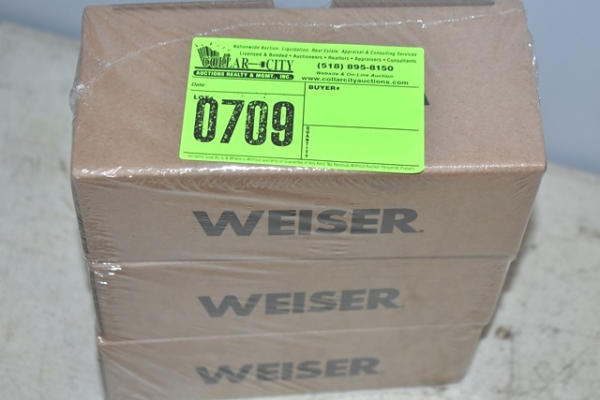 Nationwide Auction, Liquidation, Real Estate, Appraisal & Consulting Services
Licensed & Bonded • Auctioneers • Realtors • Appraisers • Consultants
COLLAR CITY
AUCTIONS REALTY & MGMT., INC.
(518) 895-8150
Website & On-Line Auction
www.collarcityauctions.com
Date:
BUYER#
LOT#
0709
QUANTITY
WEISER
WEISER
WEISER